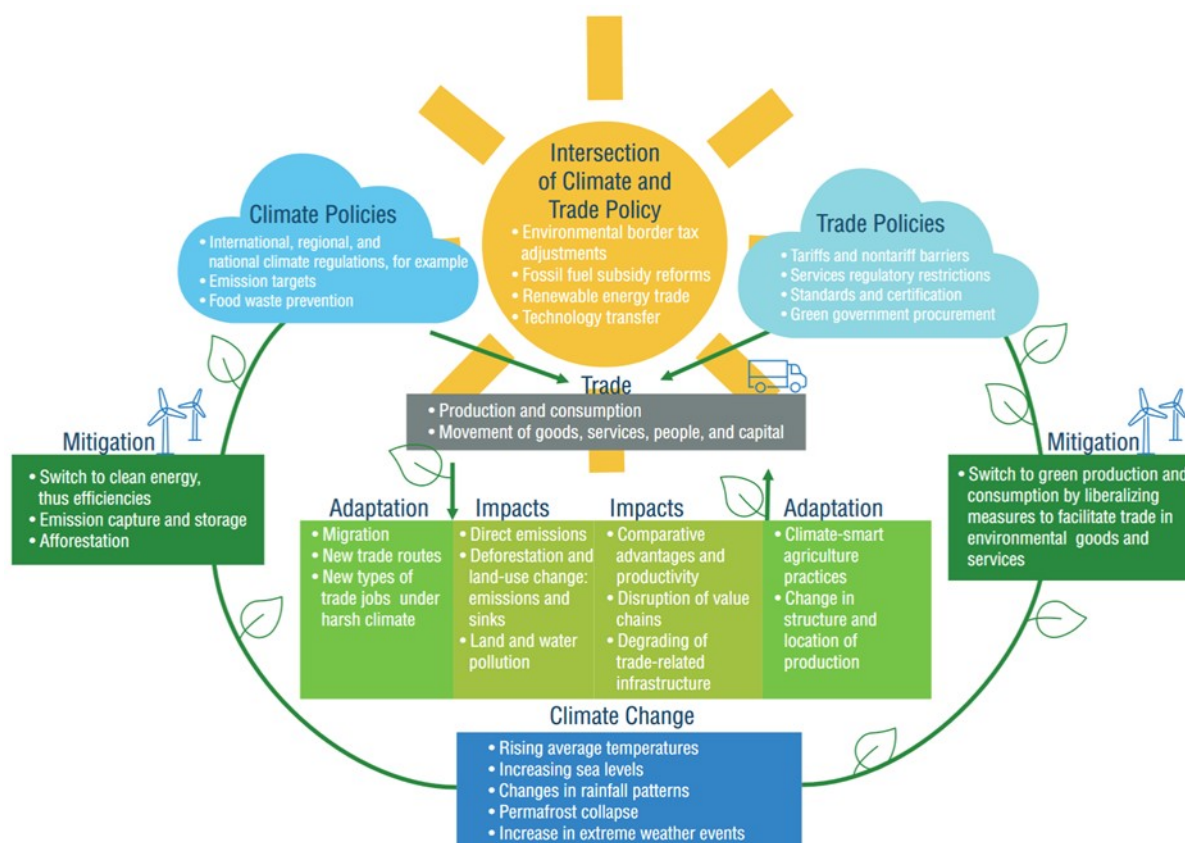 Intersection
of Climate and
Trade Policy
• Environmental border tax
adjustments
• Fossil fuel subsidy reforms
• Renewable energy trade
• Technology transfer
Climate Policies
• International, regional, and
national climate regulations, for example
• Emission targets
• Food waste prevention
Trade Policies
• Tariffs and nontariff barriers
• Services regulatory restrictions
• Standards and certification
• Green government procurement
Trade
• Production and consumption
• Movement of goods, services, people, and capital
Mitigation
• Switch to clean energy,
thus efficiencies
• Emission capture and storage
• Afforestation
Adaptation
• Migration
• New trade routes
• New types of
trade jobs under
harsh climate
Impacts
• Direct emissions
• Deforestation and
land-use change:
emissions and
sinks
• Land and water
pollution
Impacts
• Comparative
advantages and
productivity
• Disruption of value
chains
• Degrading of
trade-related
infrastructure
Adaptation
• Climate-smart
agriculture
practices
• Change in
structure and
location of
production
Mitigation
• Switch to green production and
consumption by liberalizing
measures to facilitate trade in
environmental goods and
services
Climate Change
• Rising average temperatures
• Increasing sea levels
• Changes in rainfall patterns
• Permafrost collapse
• Increase in extreme weather events